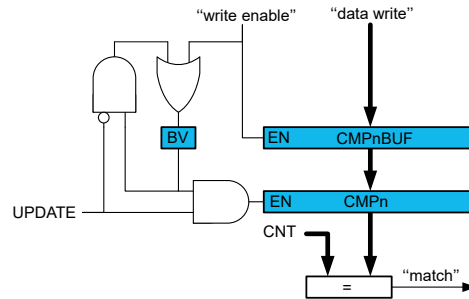 “write enable” “data write”
BV EN CMPnBUF
EN CMPn
UPDATE
CNT
=
“match”